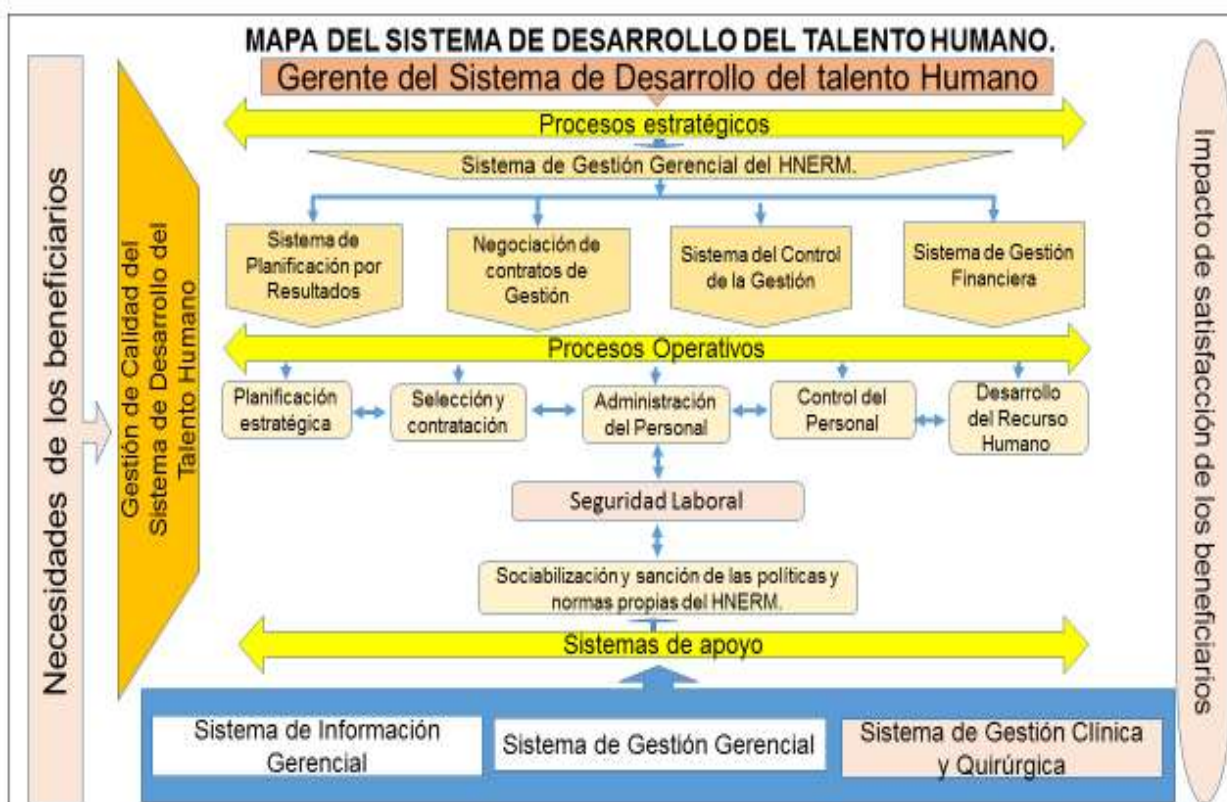 MAPA DEL SISTEMA DE DESARROLLO DEL TALENTO HUMANO.
Gerente del Sistema de Desarrollo del talento Humano
Procesos estratégicos
Sistema de Gestión Gerencial del HNERM.
Sistema de
Planificación por
Resultados
Negociación de
contratos de
Gestión
Sistema del Control
de la Gestión
Sistema de Gestión
Financiera
Procesos Operativos
Planificación
estratégica
Selección y
contratación
Administración
del Personal
Control del
Personal
Desarrollo
del Recurso
Humano
Seguridad Laboral
Sociabilización y sanción de las políticas y
normas propias del HNERM.
Sistemas de apoyo
Sistema de Información
Gerencial
Sistema de Gestión Gerencial
Sistema de Gestión Clínica
y Quirúrgica
Necesidades de los beneficiarios
Gestión de Calidad del
Sistema de Desarrollo del
Talento Humano
Impacto de satisfacción de los beneficiarios